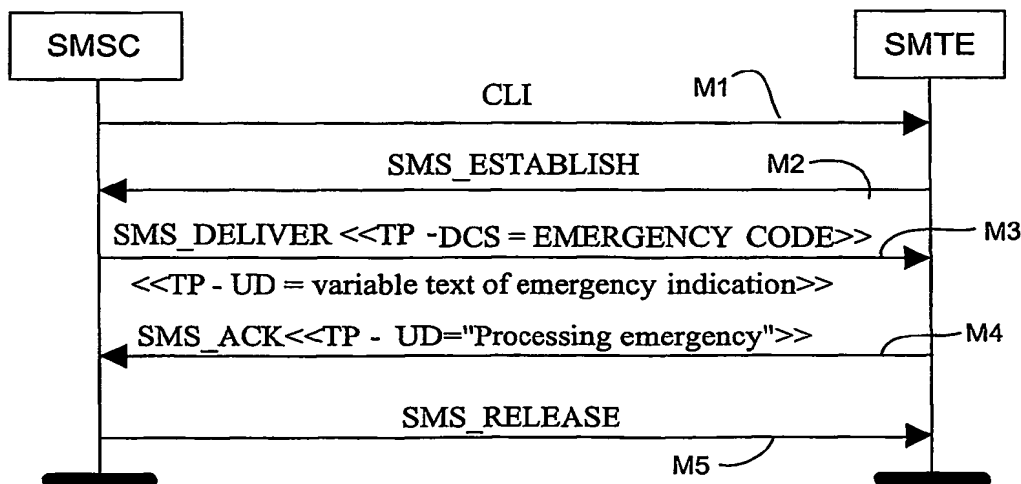 SMSC
SMTE
CLI
M1
SMS_ESTABLISH
M2
SMS_DELIVER <<TP -DCS = EMERGENCY CODE>>
M3
<<TP - UD = variable text of emergency indication>>
SMS_ACK<<TP - UD="Processing emergency">>
M4
SMS_RELEASE
M5